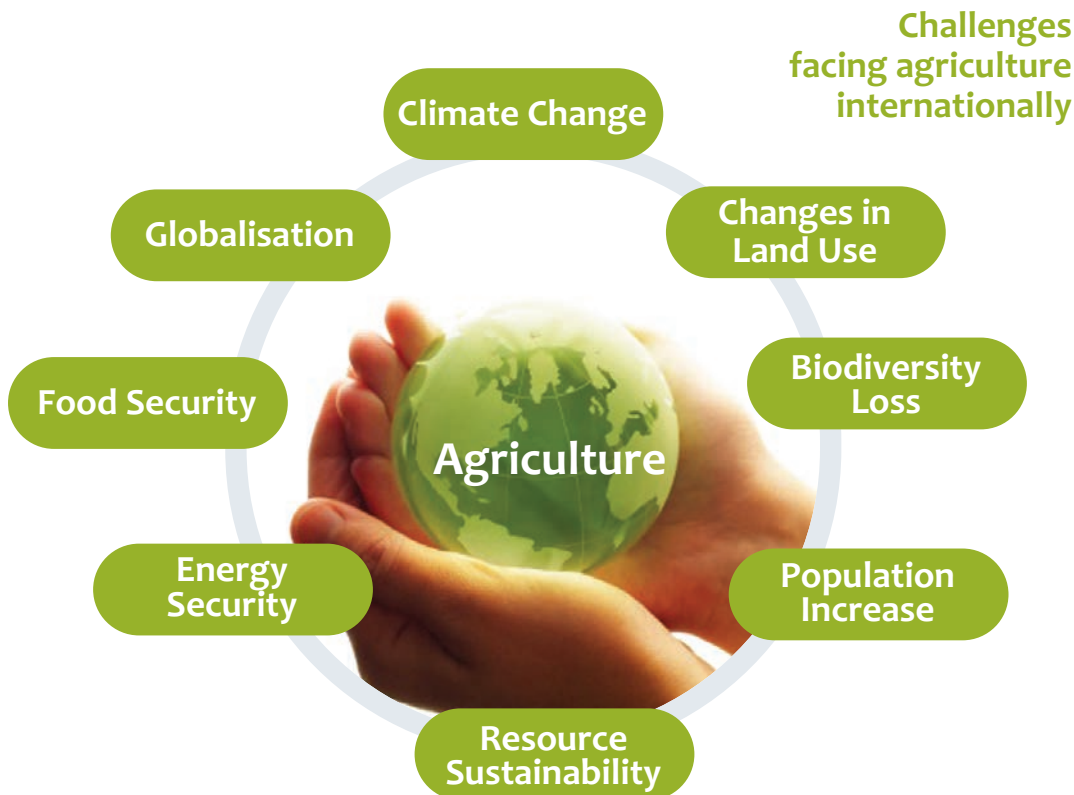 Challenges
facing agriculture
internationally
Climate Change
Changes in
Land Use
Biodiversity
Loss
Population
Increase
Resource
Sustainability
Energy
Security
Food Security
Globalisation
Agriculture